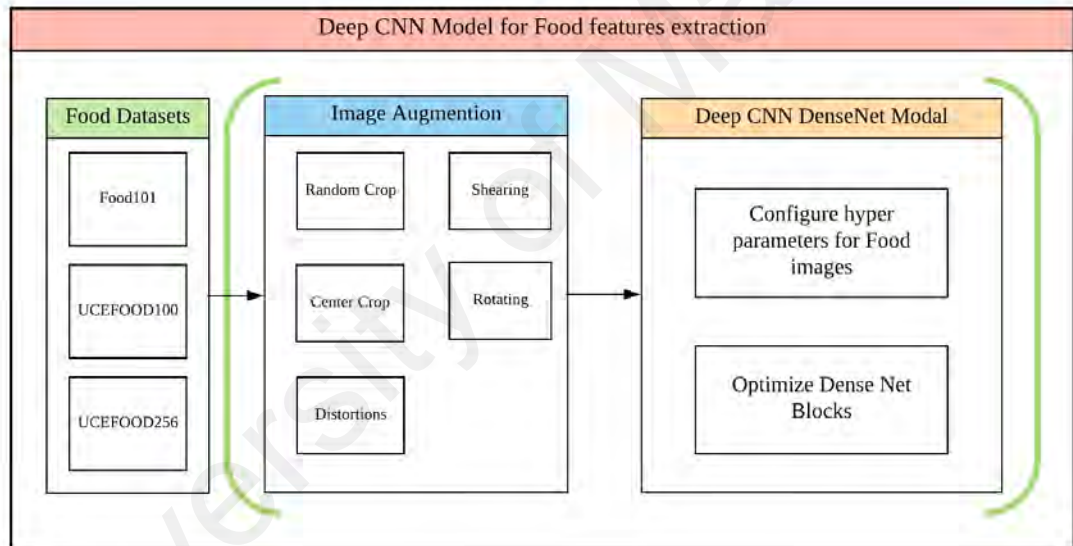 Deep CNN Model for Food features extraction
Food Datasets
Food101
UCEFOOD100
UCEFOOD256
Image Augmention
Random Crop
Shearing
Center Crop
Rotating
Distortions
Deep CNN DenseNet Modal
Configure hyper
parameters for Food
images
Optimize Dense Net
Blocks